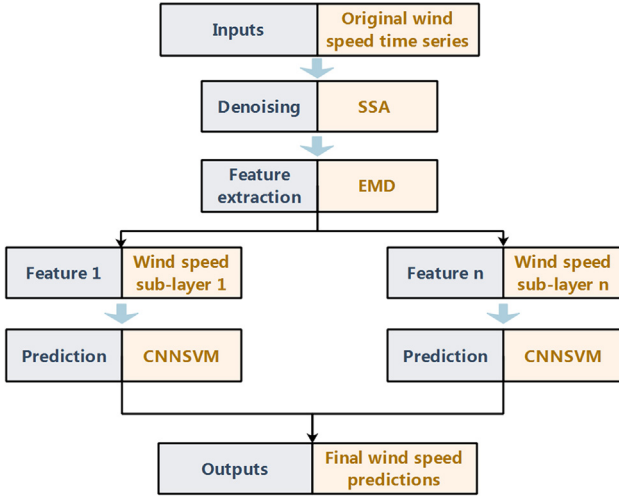 Inputs
Original wind
speed time series
Denoising
SSA
Feature
extraction
EMD
Feature 1
Wind speed
sub-layer 1
Feature n
Wind speed
sub-layer n
Prediction
CNNSVM
Prediction
CNNSVM
Outputs
Final wind speed
predictions